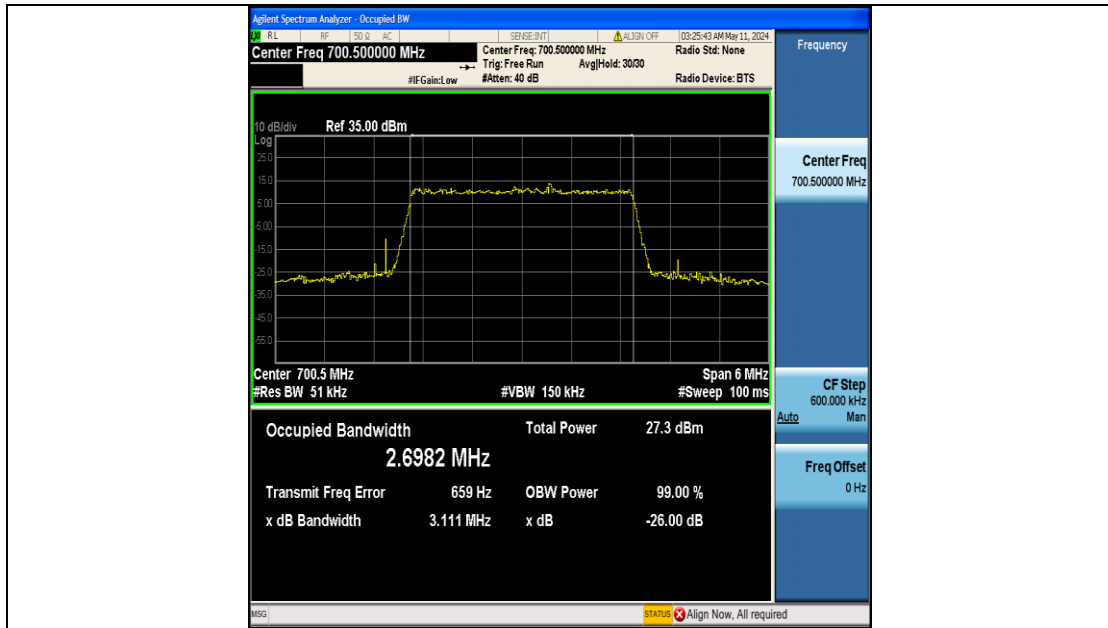 Agilent Spectrum Analyzer - Occupied BW
RL RF 50 Ω AC SENSE:INT ALIGN OFF 03:25:43 AM May 11, 2024
Center Freq 700.500000 MHz
Center Freq: 700.500000 MHz
Radio Std: None
Trig: Free Run Avg|Hold: 30/30
#IFGain:Low
#Atten: 40 dB
Radio Device: BTS
Frequency
10 dB/div Ref 35.00 dBm
Log
25.0
15.0
5.00
-5.00
-15.0
-25.0
-35.0
-45.0
-55.0
Center 700.5 MHz
Span 6 MHz
#Res BW 51 kHz
#VBW 150 kHz
#Sweep 100 ms
Center Freq
700.500000 MHz
CF Step
600.000 kHz
Auto Man
Freq Offset
0 Hz
Occupied Bandwidth
2.6982 MHz
Total Power 27.3 dBm
Transmit Freq Error 659 Hz
OBW Power 99.00 %
x dB Bandwidth 3.111 MHz
x dB -26.00 dB
MSG
STATUS Align Now, All required